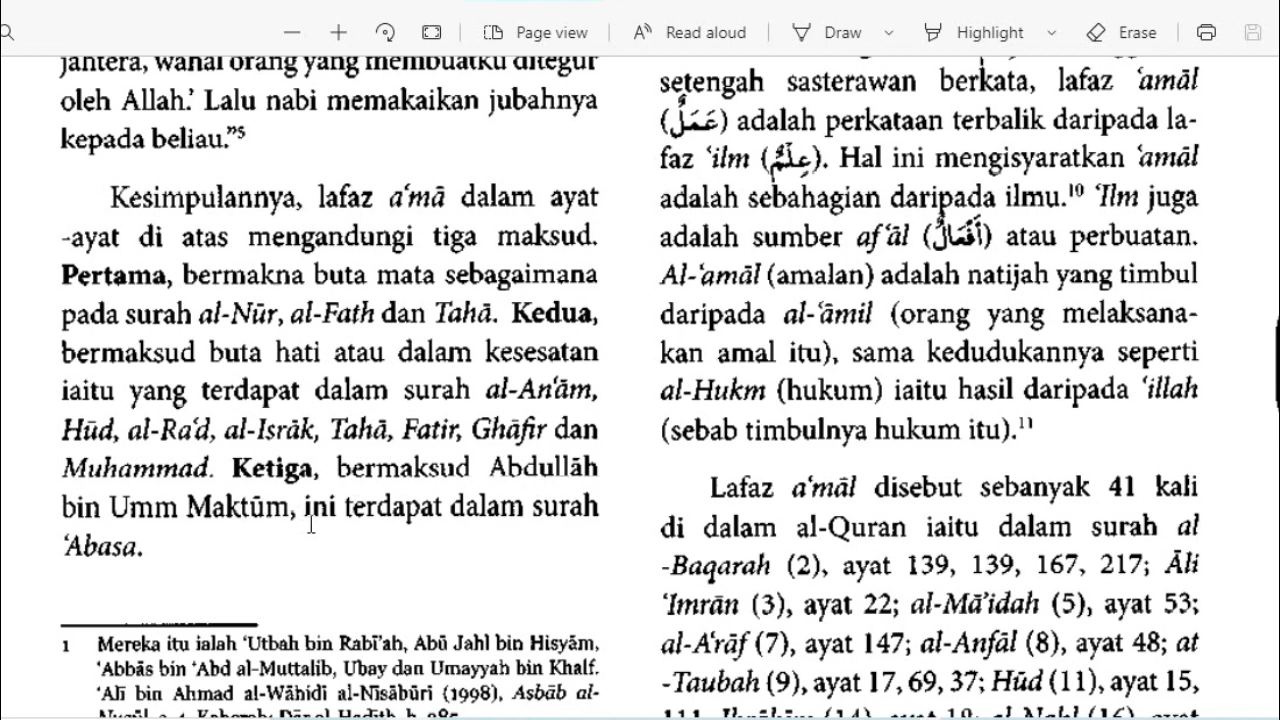 Page view
Read aloud
Draw
Highlight
Erase
jantera, wahai orang yang membuatku ditegur
oleh Allah.’ Lalu nabi memakaikan jubahnya
kepada beliau.”5
Kesimpulannya, lafaz a‘mā dalam ayat
-ayat di atas mengandungi tiga maksud.
Pertama, bermakna buta mata sebagaimana
pada surah al-Nūr, al-Fath dan Tahā. Kedua,
bermaksud buta hati atau dalam kesesatan
iaitu yang terdapat dalam surah al-An‘ām,
Hūd, al-Ra‘d, al-Isrāk, Tahā, Fatir, Ghāfir dan
Muhammad. Ketiga, bermaksud Abdullāh
bin Umm Maktūm, ini terdapat dalam surah
‘Abasa.
1 Mereka itu ialah ‘Utbah bin Rabī‘ah, Abū Jahl bin Hisyām,
‘Abbās bin ‘Abd al-Muttalib, Ubay dan Umayyah bin Khalf.
‘Alī bin Ahmad al-Wāhidī al-Nīsābūri (1998), Asbāb al-
setengah sasterawan berkata, lafaz ‘amāl
(عَمَلٌ) adalah perkataan terbalik daripada la-
faz ‘ilm (عِلْمٌ). Hal ini mengisyaratkan ‘amāl
adalah sebahagian daripada ilmu.10 ‘Ilm juga
adalah sumber af‘āl (أَفْعَالٌ) atau perbuatan.
Al-‘amāl (amalan) adalah natijah yang timbul
daripada al-‘āmil (orang yang melaksana-
kan amal itu), sama kedudukannya seperti
al-Hukm (hukum) iaitu hasil daripada ‘illah
(sebab timbulnya hukum itu).11
Lafaz a‘māl disebut sebanyak 41 kali
di dalam al-Quran iaitu dalam surah al
-Baqarah (2), ayat 139, 139, 167, 217; Āli
‘Imrān (3), ayat 22; al-Mā’idah (5), ayat 53;
al-A‘rāf (7), ayat 147; al-Anfāl (8), ayat 48; at
-Taubah (9), ayat 17, 69, 37; Hūd (11), ayat 15,